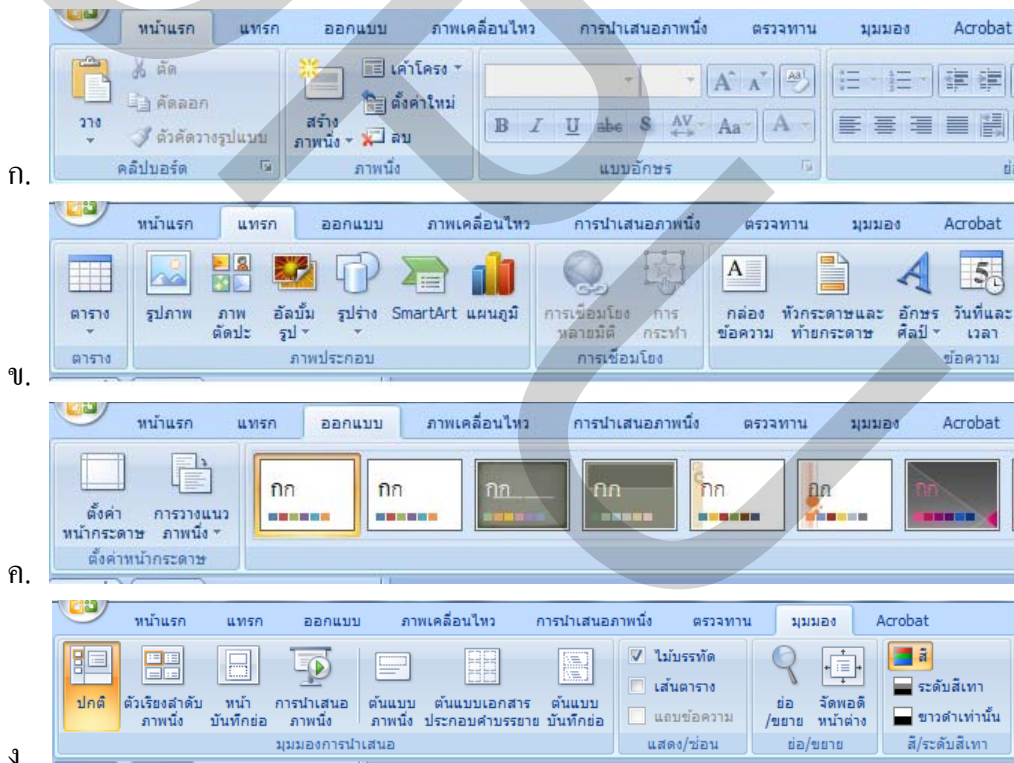 หน้าแรก แทรก ออกแบบ ภาพเคลื่อนไหว การนำเสนอภาพนิ่ง ตรวจทาน มุมมอง Acrobat
ตัด เค้าโครง
คัดลอก ตั้งค่าใหม่
วาง ตัวคัดวางรูปแบบ สร้างภาพนิ่ง ลบ B I U abe S AV Aa A
ก. คลิปบอร์ด ภาพนิ่ง แบบอักษร
หน้าแรก แทรก ออกแบบ ภาพเคลื่อนไหว การนำเสนอภาพนิ่ง ตรวจทาน มุมมอง Acrobat
ตาราง รูปภาพ ภาพ อัลบั้ม รูปร่าง SmartArt แผนภูมิ การเชื่อมโยง การ กล่อง หัวกระดาษและ อักษร วันที่และ
ตัดปะ รูป หลายมิติ กระทำ ข้อความ ท้ายกระดาษ ศิลป์ เวลา
ข. ตาราง ภาพประกอบ การเชื่อมโยง ข้อความ
หน้าแรก แทรก ออกแบบ ภาพเคลื่อนไหว การนำเสนอภาพนิ่ง ตรวจทาน มุมมอง Acrobat
กก กก กก กก กก กก กก
ตั้งค่า การวางแนว
หน้ากระดาษ ภาพนิ่ง
ค. ตั้งค่าหน้ากระดาษ
หน้าแรก แทรก ออกแบบ ภาพเคลื่อนไหว การนำเสนอภาพนิ่ง ตรวจทาน มุมมอง Acrobat
ไม้บรรทัด สี
เส้นตาราง ระดับสีเทา
ปกติ ตัวเรียงลำดับ หน้า การนำเสนอ ต้นแบบ ต้นแบบเอกสาร ต้นแบบ ย่อ จัดพอดี
ภาพนิ่ง บันทึกย่อ ภาพนิ่ง ภาพนิ่ง ประกอบคำบรรยาย บันทึกย่อ แถบข้อความ /ขยาย หน้าต่าง ขาวดำเท่านั้น
ง. มุมมองการนำเสนอ แสดง/ซ่อน ย่อ/ขยาย สี/ระดับสีเทา